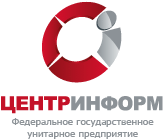 ЦЕНТРИНФОРМ
Федеральное государственное
унитарное предприятие